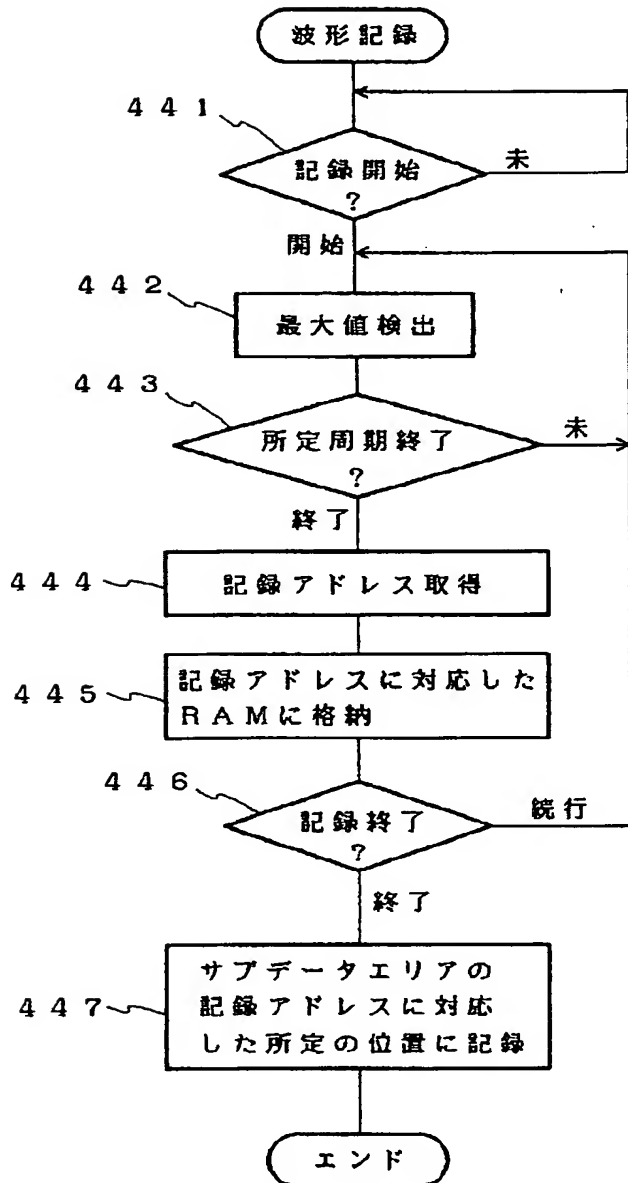 波形記録
441
記録開始
?
未
開始
442
最大値検出
443
所定周期終了
?
未
終了
444
記録アドレス取得
445
記録アドレスに対応した
RAMに格納
446
記録終了
?
続行
終了
447
サブデータエリアの
記録アドレスに対応
した所定の位置に記録
エンド